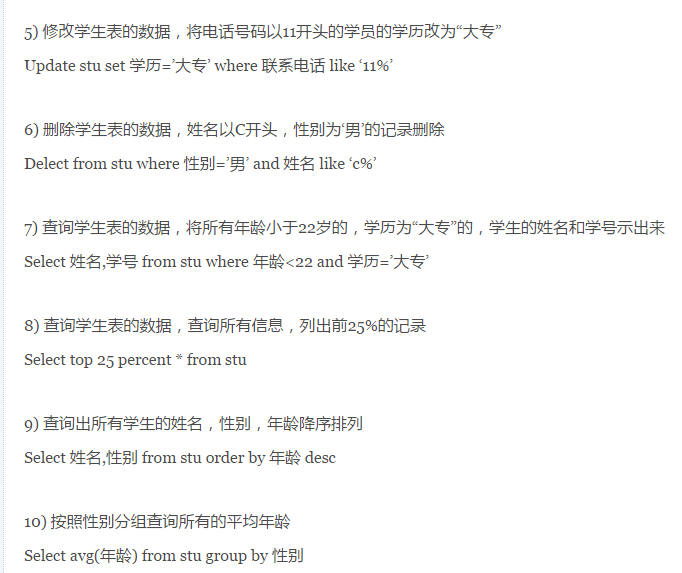 5) 修改学生表的数据，将电话号码以11开头的学员的学历改为“大专”
Update stu set 学历=’大专’ where 联系电话 like ‘11%’
6) 删除学生表的数据，姓名以C开头，性别为‘男’的记录删除
Delect from stu where 性别=’男’ and 姓名 like ‘c%’
7) 查询学生表的数据，将所有年龄小于22岁的，学历为“大专”的，学生的姓名和学号示出来
Select 姓名,学号 from stu where 年龄<22 and 学历=’大专’
8) 查询学生表的数据，查询所有信息，列出前25%的记录
Select top 25 percent * from stu
9) 查询出所有学生的姓名，性别，年龄降序排列
Select 姓名,性别 from stu order by 年龄 desc
10) 按照性别分组查询所有的平均年龄
Select avg(年龄) from stu group by 性别